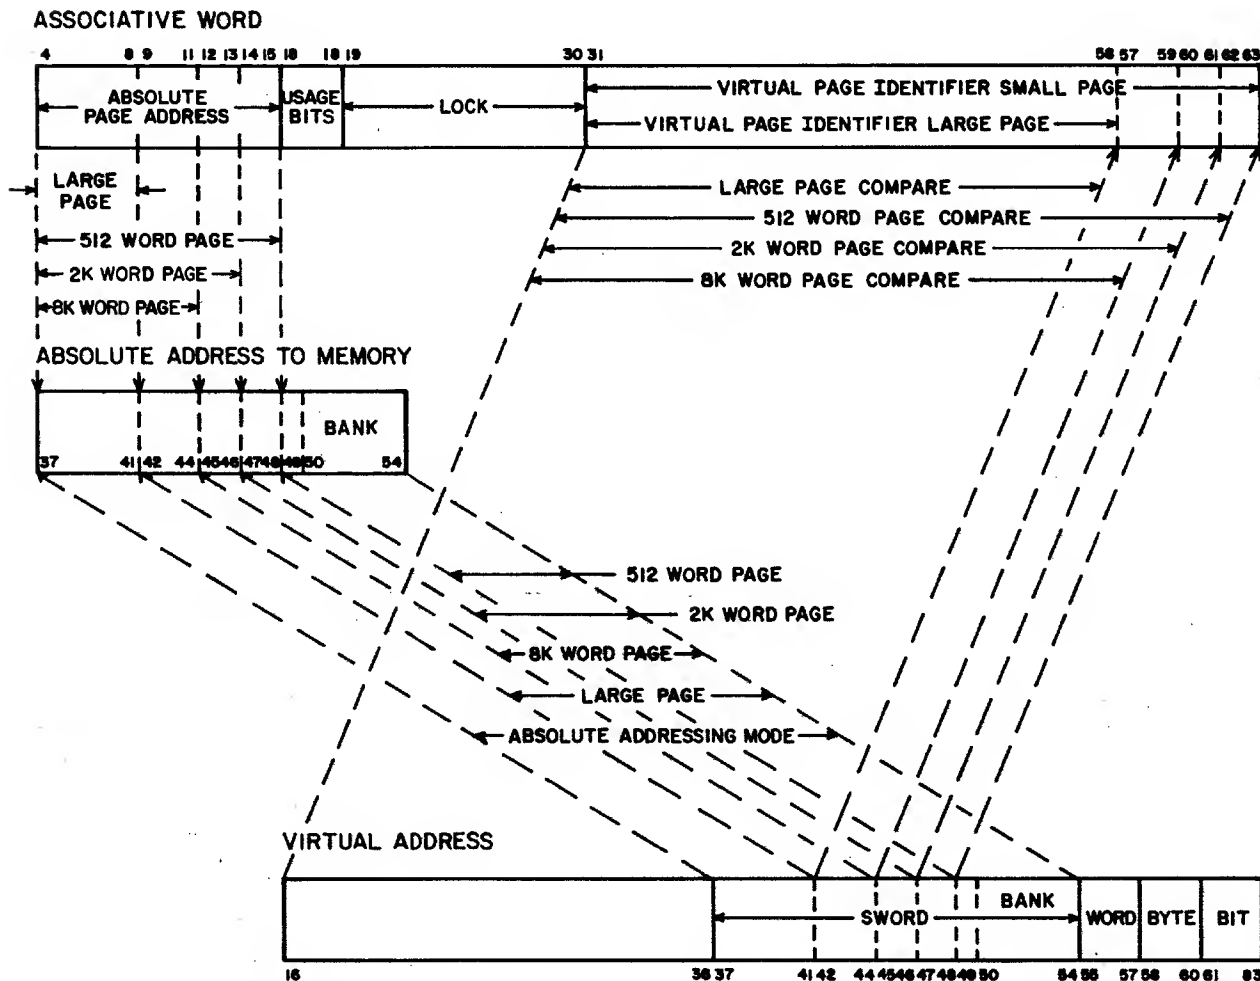 ASSOCIATIVE WORD
4 8 9 11 12 13 14 15 16 18 19 30 31 56 57 59 60 61 62 63
ABSOLUTE PAGE ADDRESS
USAGE BITS
LOCK
VIRTUAL PAGE IDENTIFIER SMALL PAGE
VIRTUAL PAGE IDENTIFIER LARGE PAGE
LARGE PAGE
512 WORD PAGE
2K WORD PAGE
8K WORD PAGE
LARGE PAGE COMPARE
512 WORD PAGE COMPARE
2K WORD PAGE COMPARE
8K WORD PAGE COMPARE
ABSOLUTE ADDRESS TO MEMORY
BANK
37 41 42 44 45 46 47 48 49 50 54
512 WORD PAGE
2K WORD PAGE
8K WORD PAGE
LARGE PAGE
ABSOLUTE ADDRESSING MODE
VIRTUAL ADDRESS
SWORD
BANK
WORD
BYTE
BIT
16 36 37 41 42 44 45 46 47 48 49 50 54 55 57 58 60 61 63